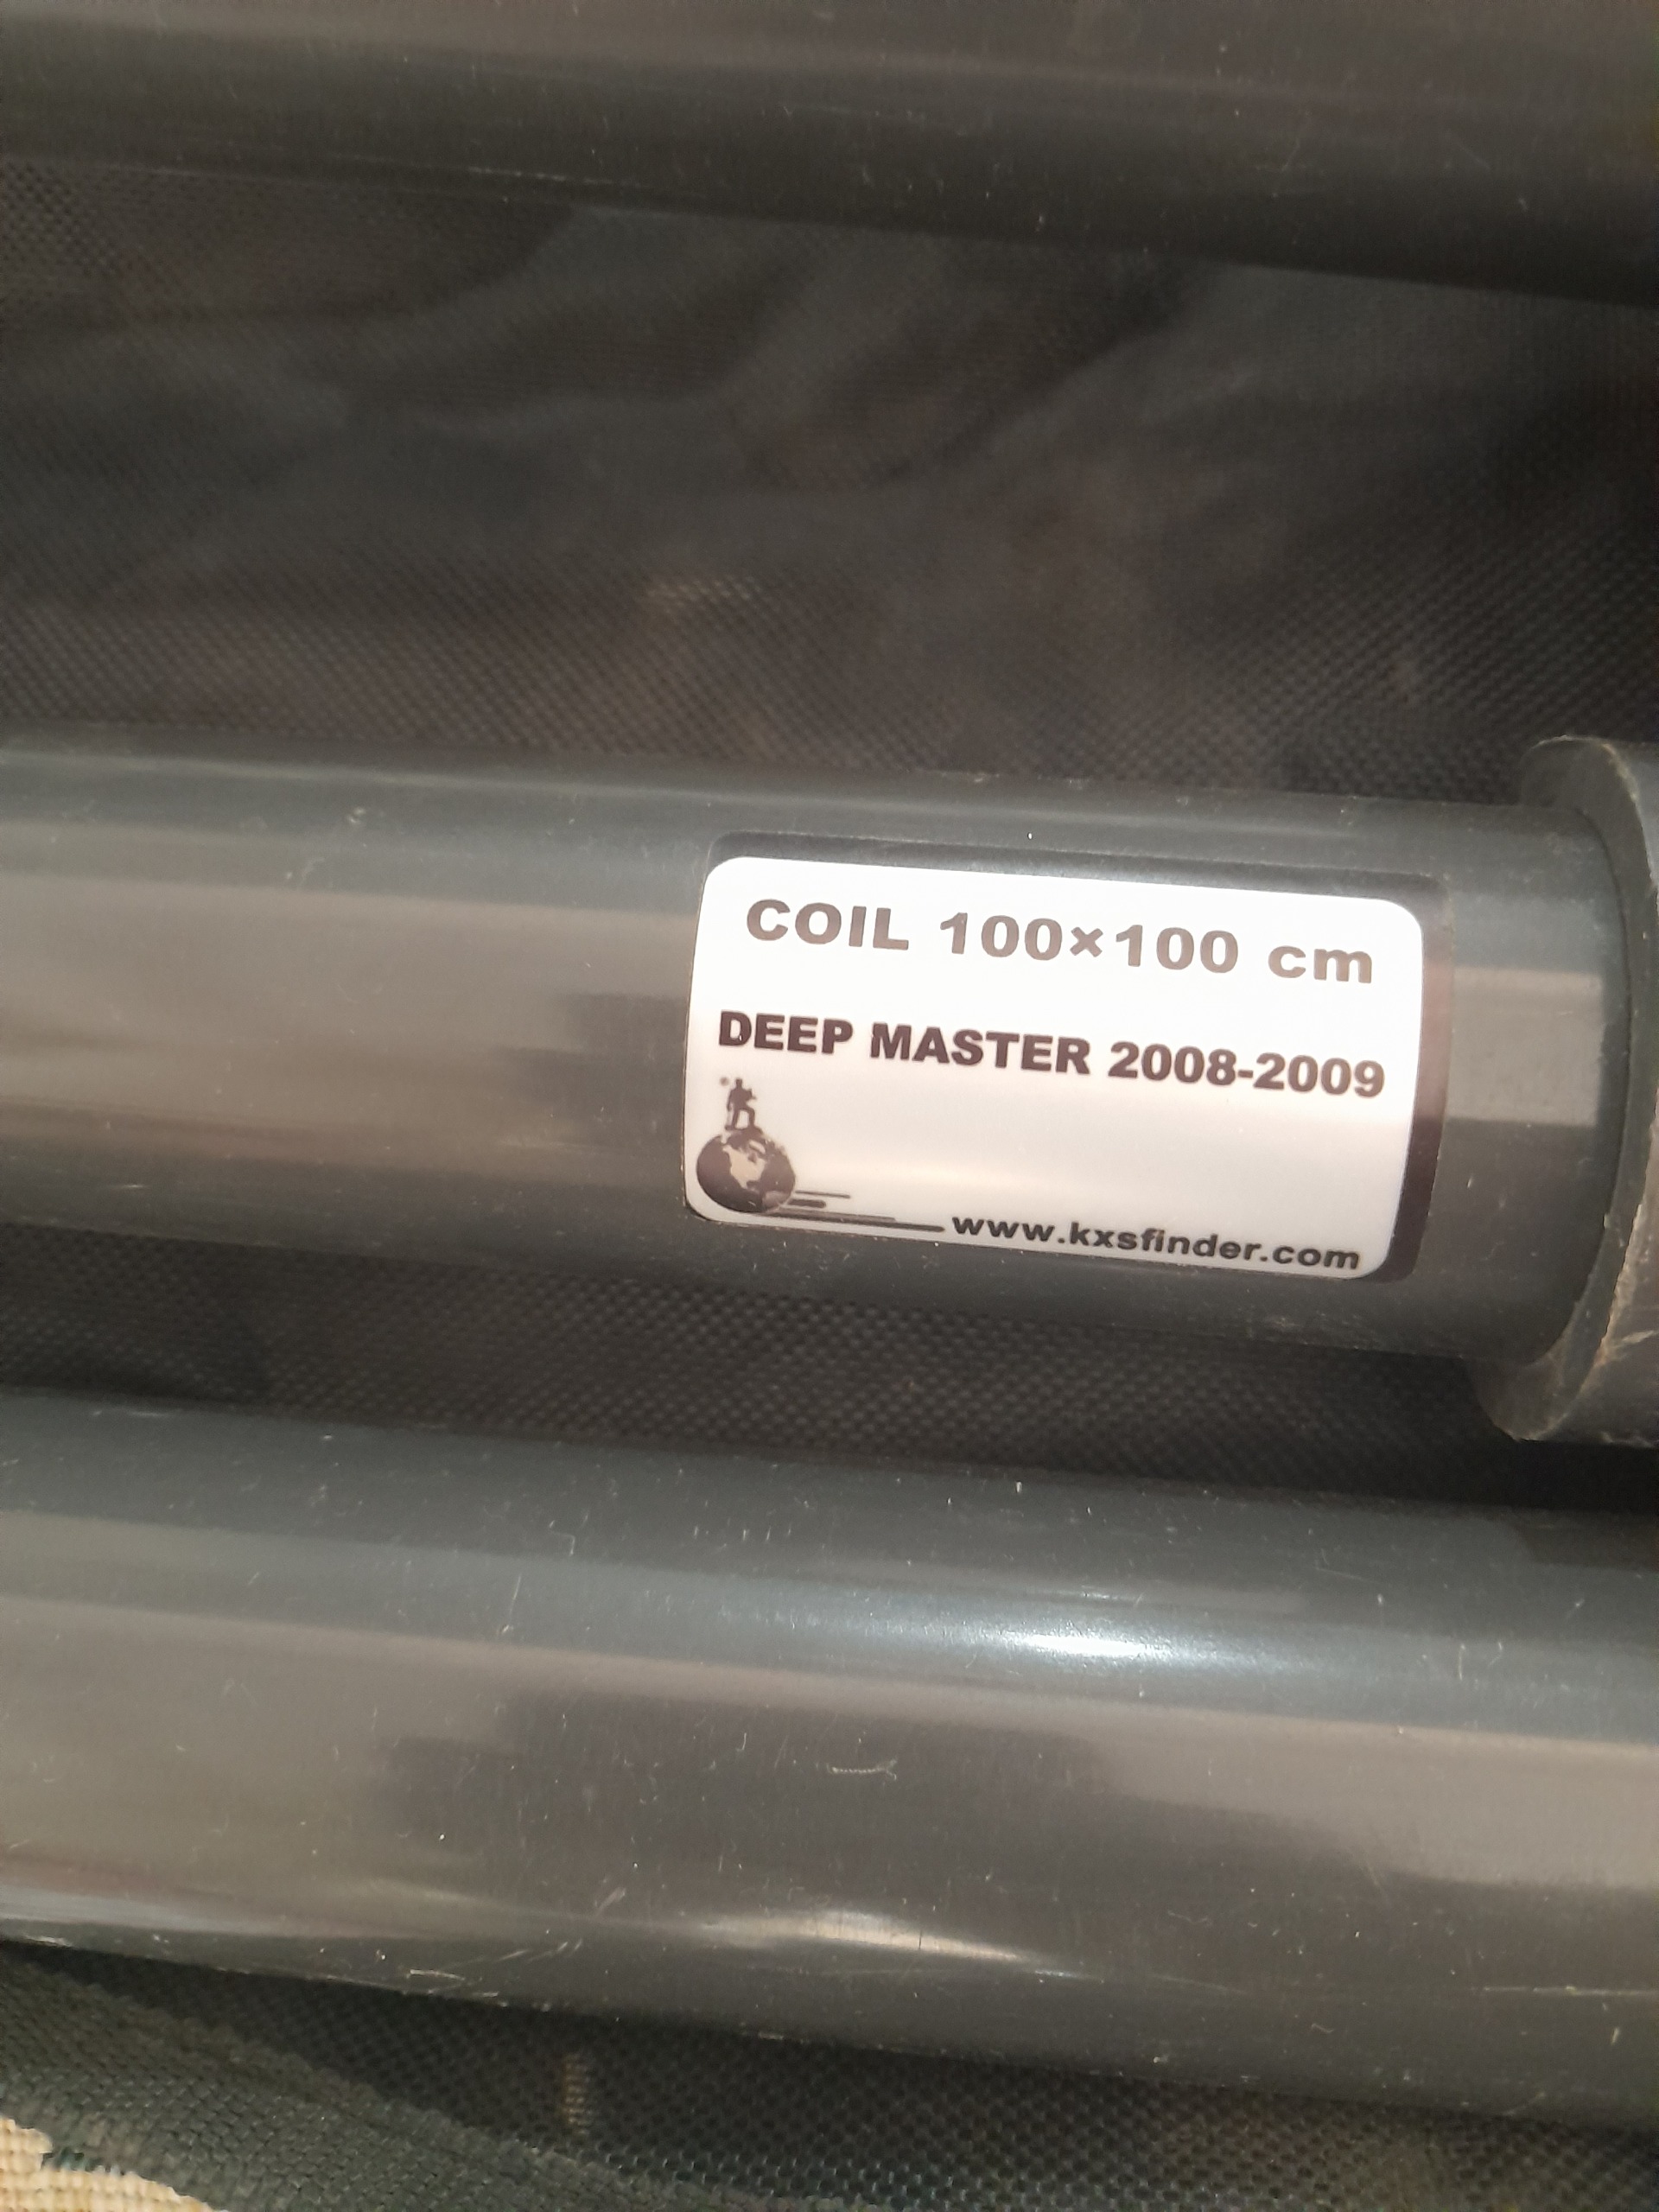 COIL 100×100 cm
DEEP MASTER 2008-2009
www.kxsfinder.com